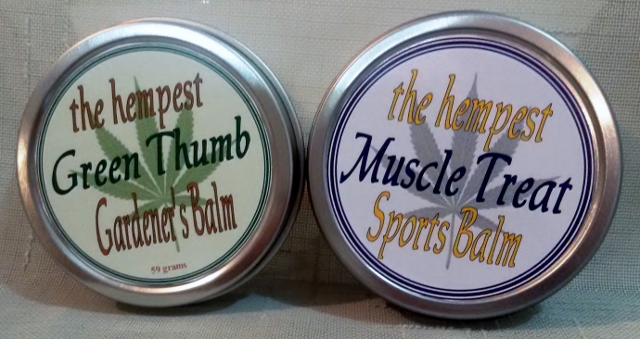 the hempest
Green Thumb
Gardener's Balm
59 grams
the hempest
Muscle Treat
Sports Balm